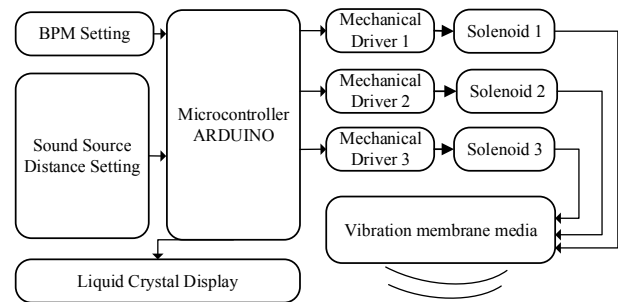 BPM Setting
Sound Source
Distance Setting
Microcontroller
ARDUINO
Mechanical
Driver 1
Solenoid 1
Mechanical
Driver 2
Solenoid 2
Mechanical
Driver 3
Solenoid 3
Vibration membrane media
Liquid Crystal Display